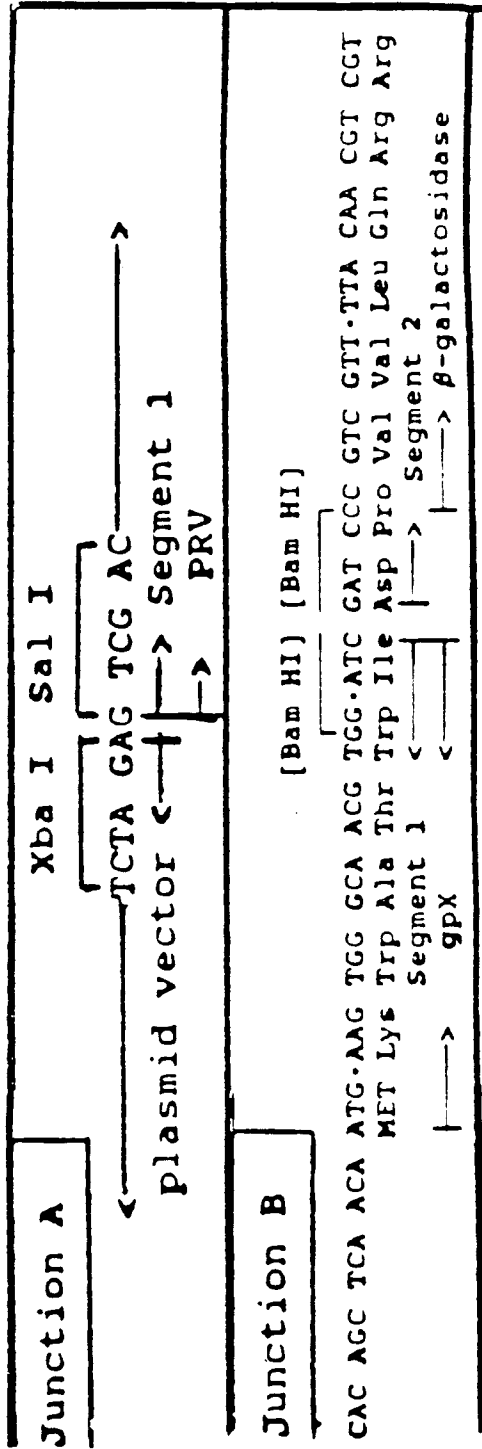 Junction A
Xba I Sal I
TCTA GAG TCG AC
plasmid vector Segment 1
PRV
Junction B
[Bam HI] [Bam HI]
CAC AGC TCA ACA ATG·AAG TGG GCA ACG TGG·ATC GAT CCC GTC GTT·TTA CAA CGT CGT
MET Lys Trp Ala Thr Trp Ile Asp Pro Val Val Leu Gln Arg Arg
Segment 1 Segment 2
gpX β-galactosidase